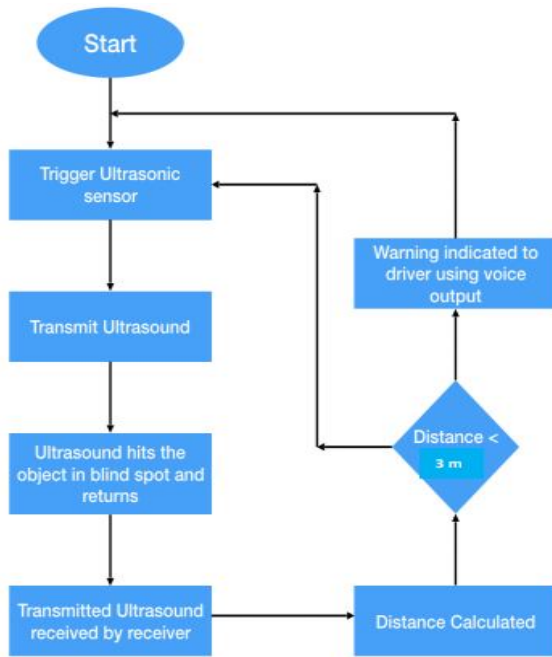 Start
Trigger Ultrasonic
sensor
Transmit Ultrasound
Ultrasound hits the
object in blind spot and
returns
Transmitted Ultrasound
received by receiver
Distance Calculated
Distance <
3 m
Warning indicated to
driver using voice
output